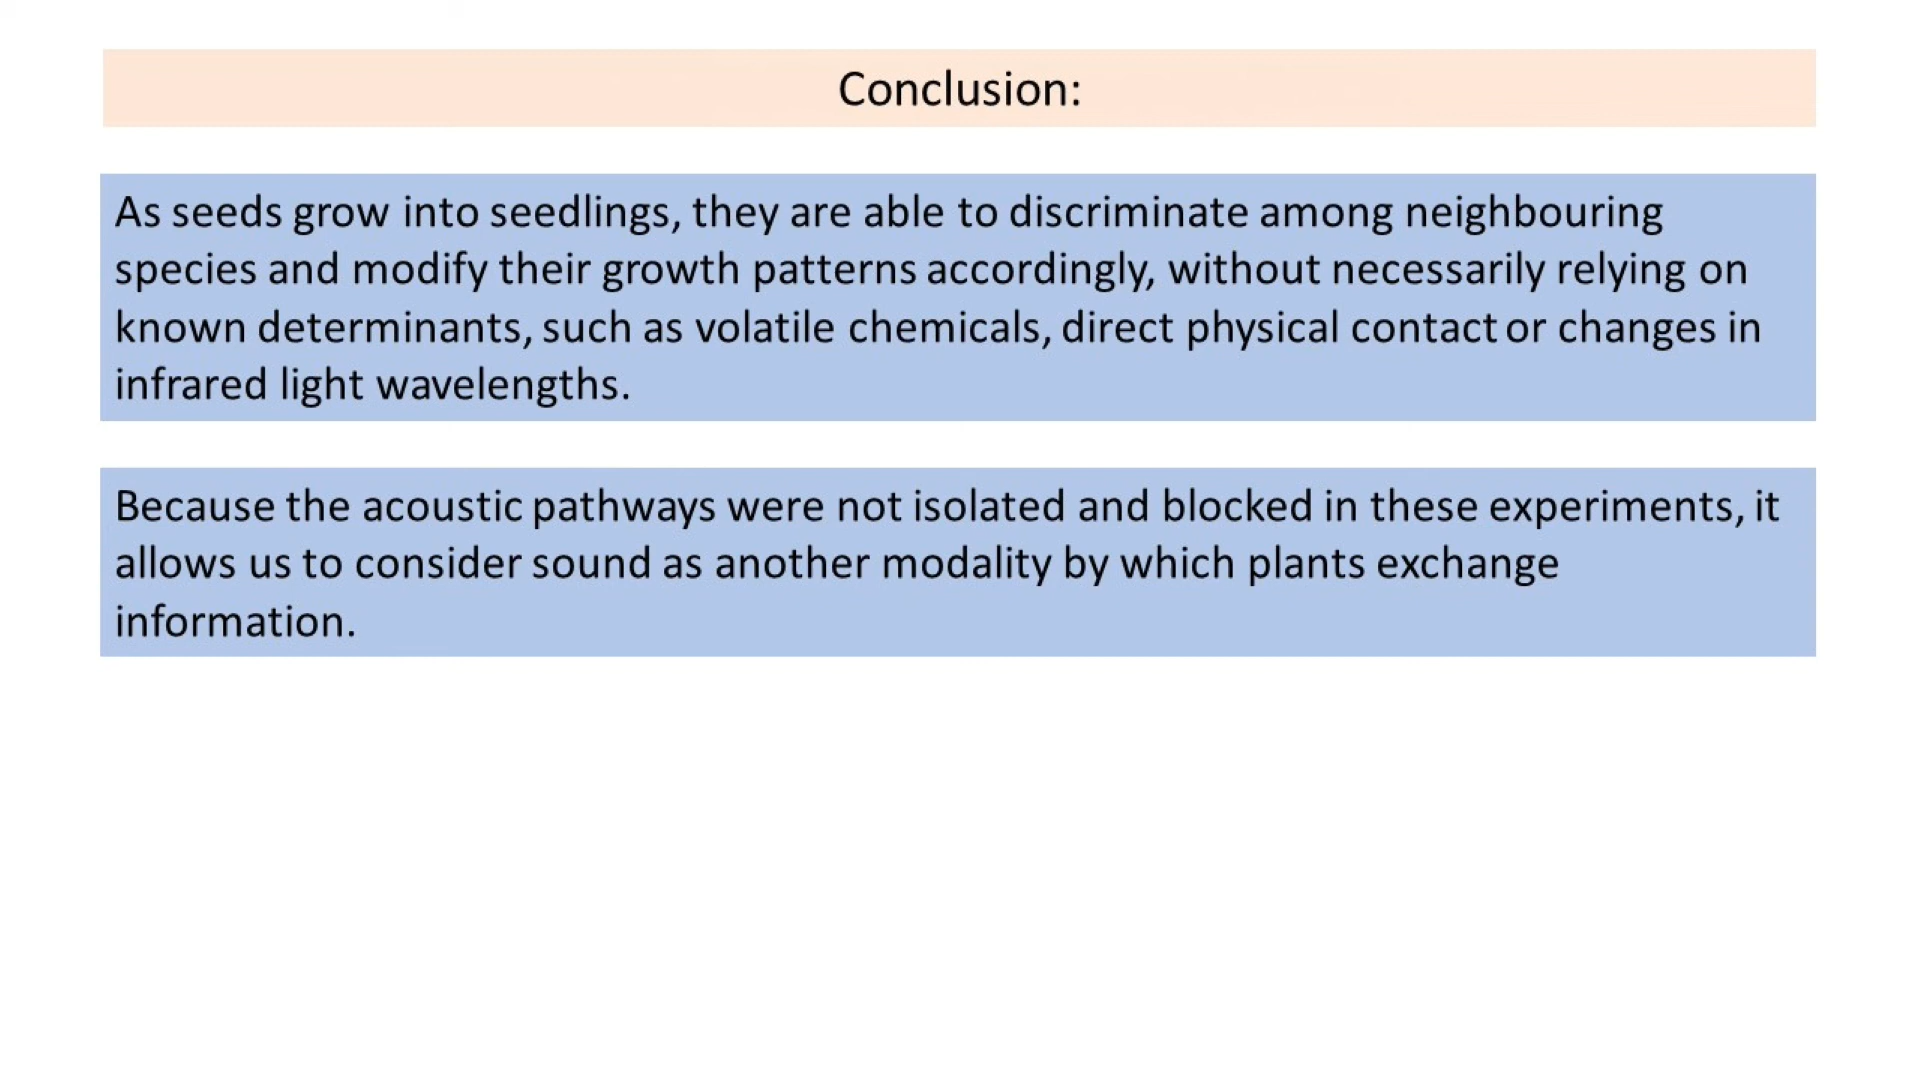 Conclusion:
As seeds grow into seedlings, they are able to discriminate among neighbouring
species and modify their growth patterns accordingly, without necessarily relying on
known determinants, such as volatile chemicals, direct physical contact or changes in
infrared light wavelengths.
Because the acoustic pathways were not isolated and blocked in these experiments, it
allows us to consider sound as another modality by which plants exchange
information.